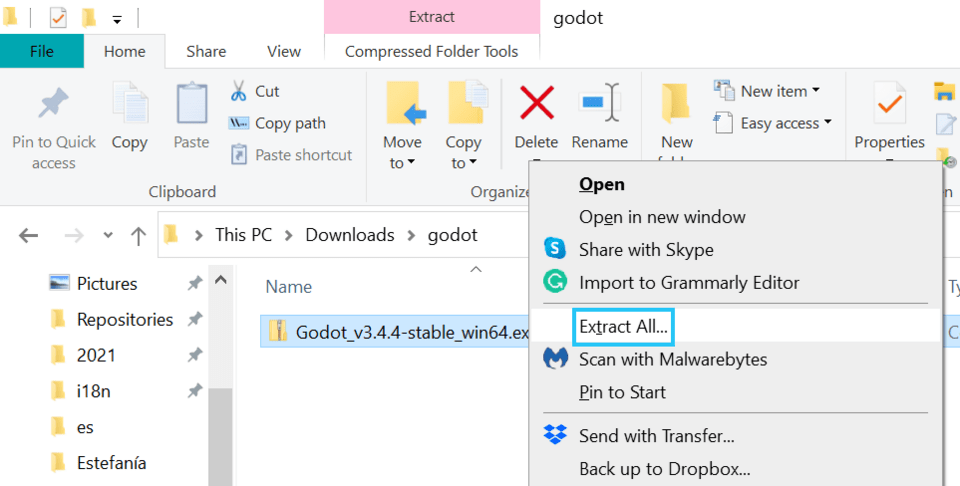 Extract
godot
File
Home
Share
View
Compressed Folder Tools
Pin to Quick
access
Copy
Paste
Cut
Copy path
Paste shortcut
Clipboard
Move
to
Copy
to
Delete
Rename
Organiz
New
New item
Easy access
Properties
Open
Open in new window
Share with Skype
Import to Grammarly Editor
Extract All...
Scan with Malwarebytes
Pin to Start
Send with Transfer...
Back up to Dropbox...
This PC
Downloads
godot
Name
Pictures
Repositories
2021
i18n
es
Estefanía
Godot_v3.4.4-stable_win64.ex